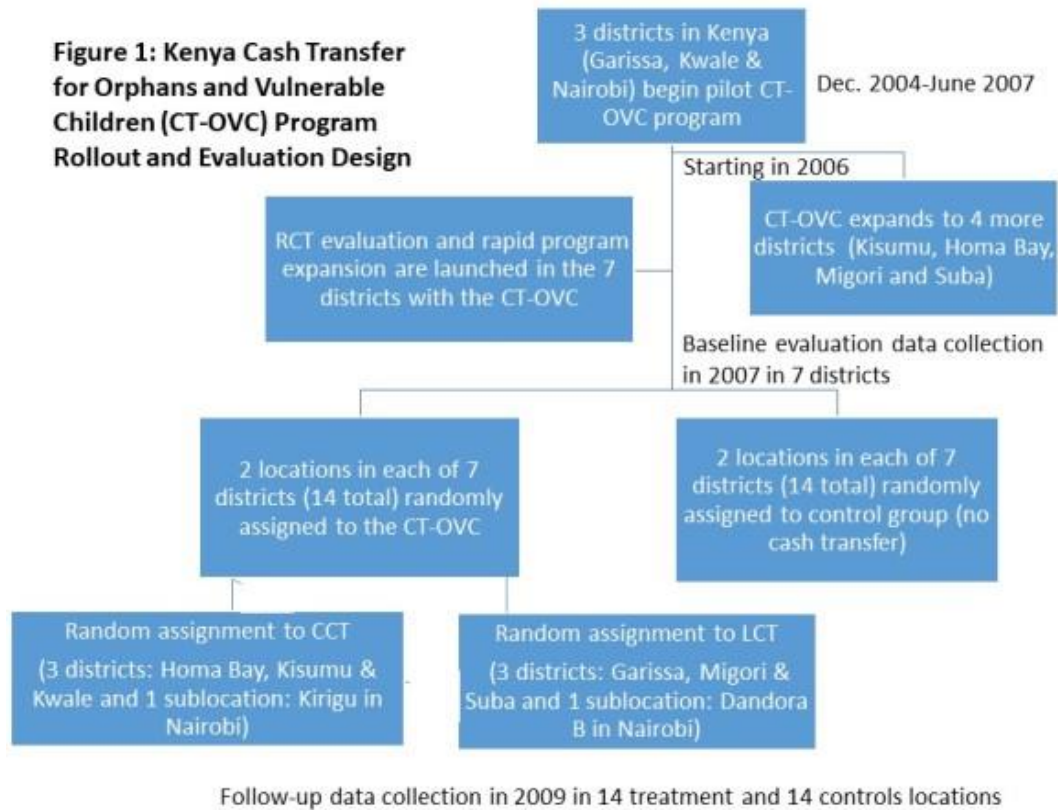 Figure 1: Kenya Cash Transfer
for Orphans and Vulnerable
Children (CT-OVC) Program
Rollout and Evaluation Design
3 districts in Kenya
(Garissa, Kwale &
Nairobi) begin pilot CT-
OVC program
Dec. 2004-June 2007
Starting in 2006
CT-OVC expands to 4 more
districts (Kisumu, Homa Bay,
Migori and Suba)
RCT evaluation and rapid program
expansion are launched in the 7
districts with the CT-OVC
Baseline evaluation data collection
in 2007 in 7 districts
2 locations in each of 7
districts (14 total) randomly
assigned to the CT-OVC
2 locations in each of 7
districts (14 total) randomly
assigned to control group (no
cash transfer)
Random assignment to CCT
(3 districts: Homa Bay, Kisumu &
Kwale and 1 sublocation: Kirigu in
Nairobi)
Random assignment to LCT
(3 districts: Garissa, Migori &
Suba and 1 sublocation: Dandora
B in Nairobi)
Follow-up data collection in 2009 in 14 treatment and 14 controls locations